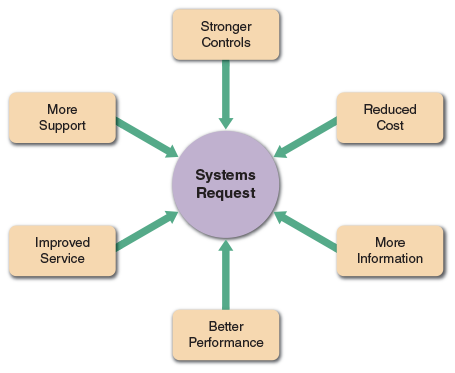 Stronger
Controls
More
Support
Reduced
Cost
Systems
Request
Improved
Service
More
Information
Better
Performance